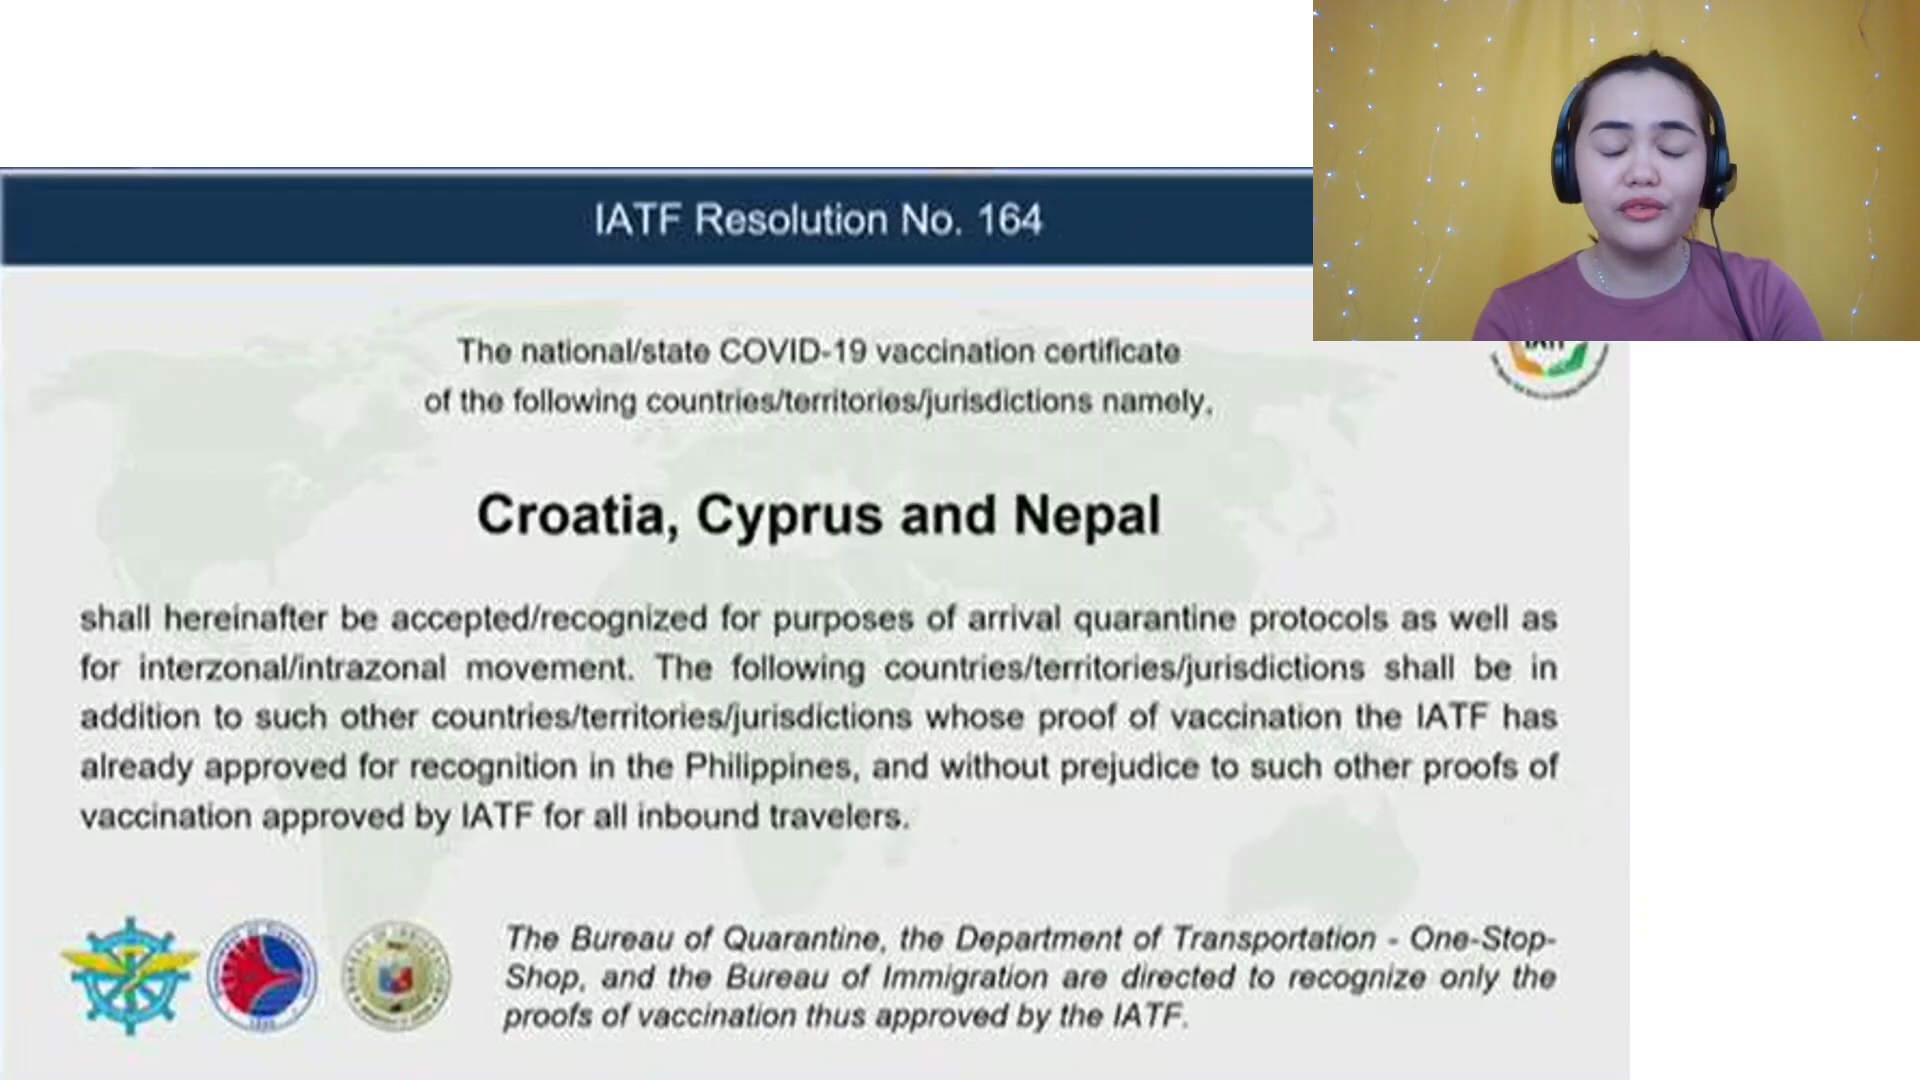 IATF Resolution No. 164
The national/state COVID-19 vaccination certificate
of the following countries/territories/jurisdictions namely,
Croatia, Cyprus and Nepal
shall hereinafter be accepted/recognized for purposes of arrival quarantine protocols as well as
for interzonal/intrazonal movement. The following countries/territories/jurisdictions shall be in
addition to such other countries/territories/jurisdictions whose proof of vaccination the IATF has
already approved for recognition in the Philippines, and without prejudice to such other proofs of
vaccination approved by IATF for all inbound travelers.
The Bureau of Quarantine, the Department of Transportation - One-Stop-
Shop, and the Bureau of Immigration are directed to recognize only the
proofs of vaccination thus approved by the IATF.